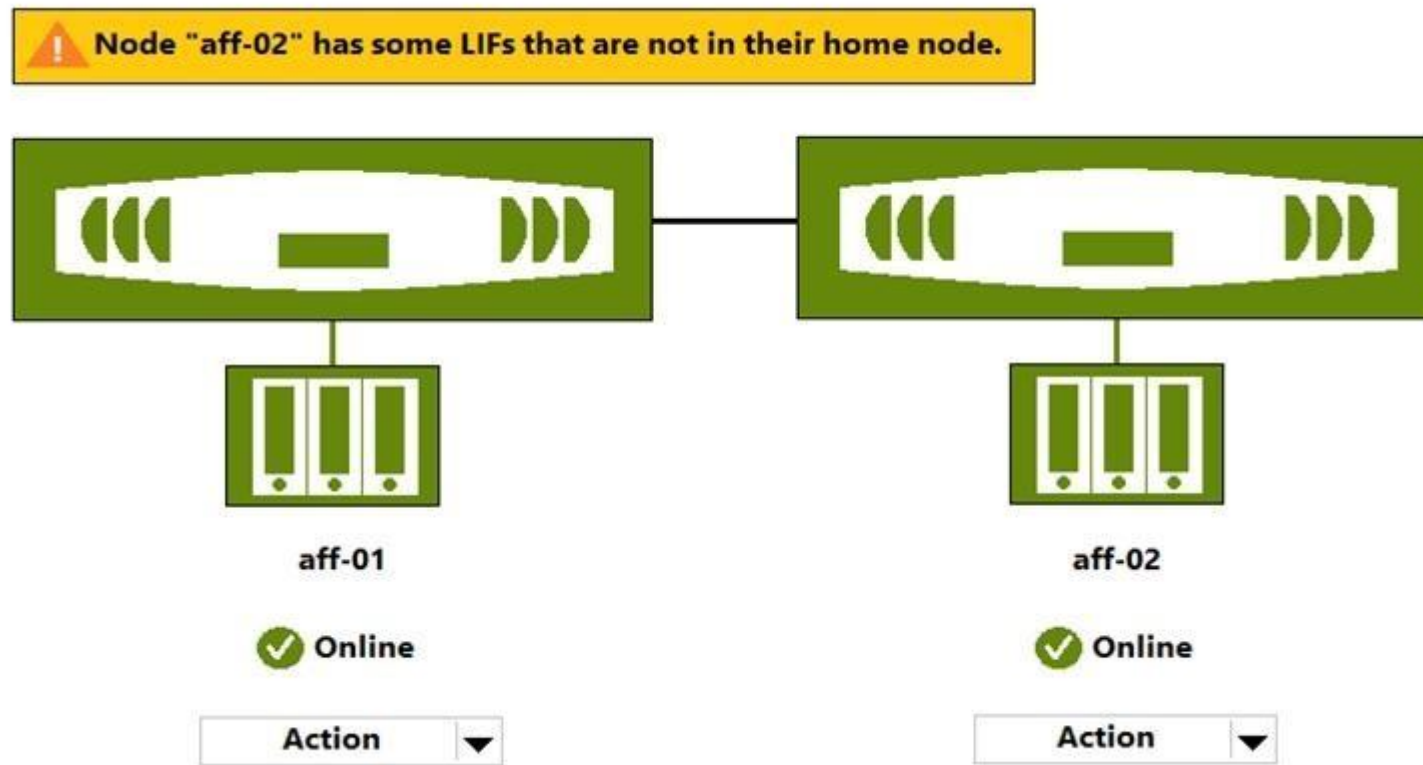 Node "aff-02" has some LIFs that are not in their home node.
aff-01
aff-02
Online
Online
Action
Action